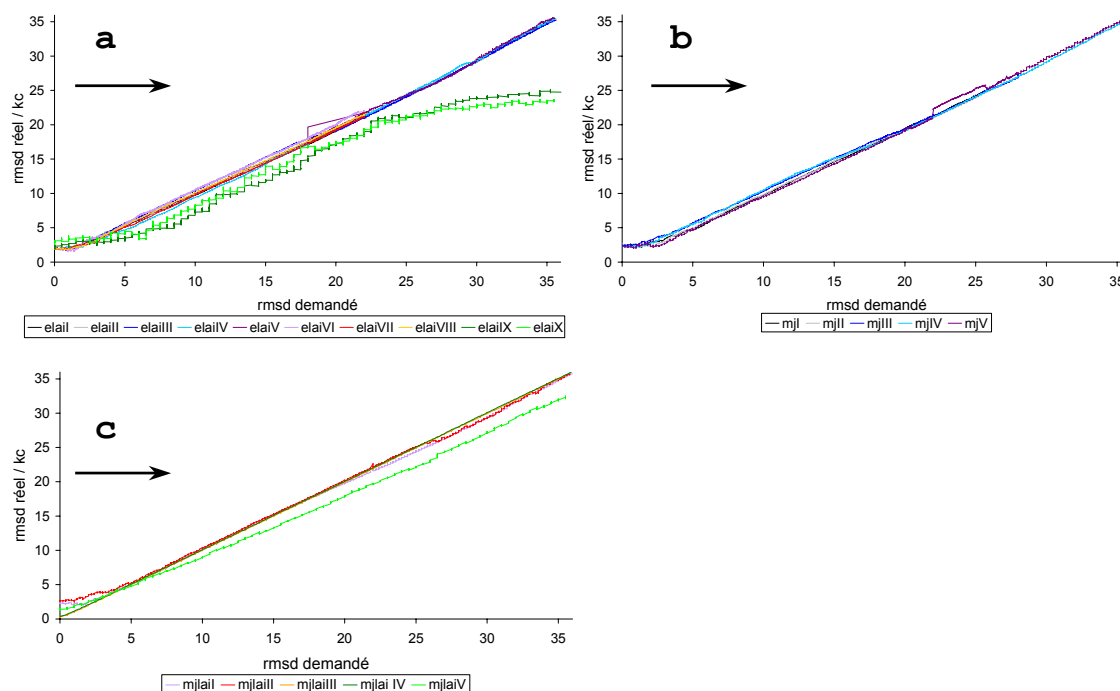 a
rmsd réel / kc
35
30
25
20
15
10
5
0
0 5 10 15 20 25 30 35
rmsd demandé
elaiI elaiII elaiIII elaiIV elaiV elaiVI elaiVII elaiVIII elaiIX elaiX
b
rmsd réel/ kc
35
30
25
20
15
10
5
0
0 5 10 15 20 25 30 35
rmsd demandé
mjI mjII mjIII mjIV mjV
c
rmsd réel / kc
35
30
25
20
15
10
5
0
0 5 10 15 20 25 30 35
rmsd demandé
mjlaiI mjlaiII mjlaiIII mjlai IV mjlaiV